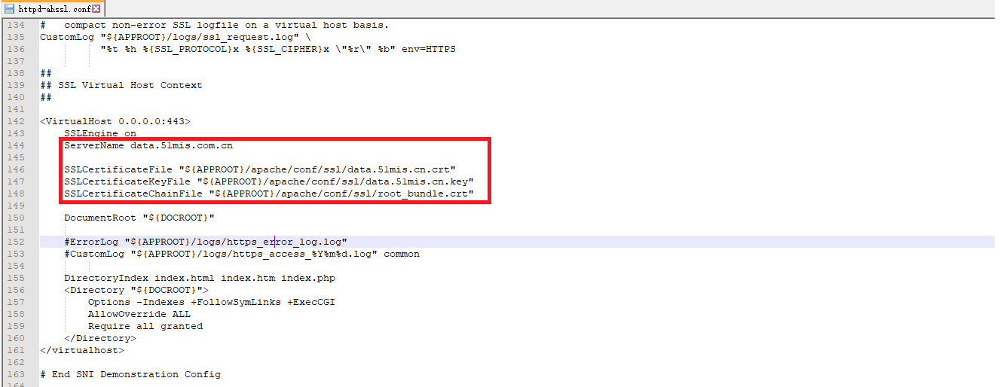 httpd-ahssl.conf
134 #   compact non-error SSL logfile on a virtual host basis.
135 CustomLog "${APPROOT}/logs/ssl_request.log" \
136           "%t %h %{SSL_PROTOCOL}x %{SSL_CIPHER}x \"%r\" %b" env=HTTPS
137
138 ##
139 ## SSL Virtual Host Context
140 ##
141
142 <VirtualHost 0.0.0.0:443>
143     SSLEngine on
144     ServerName data.51mis.com.cn
145
146     SSLCertificateFile "${APPROOT}/apache/conf/ssl/data.51mis.cn.crt"
147     SSLCertificateKeyFile "${APPROOT}/apache/conf/ssl/data.51mis.cn.key"
148     SSLCertificateChainFile "${APPROOT}/apache/conf/ssl/root_bundle.crt"
149
150     DocumentRoot "${DOCROOT}"
151
152     #ErrorLog "${APPROOT}/logs/https_error_log.log"
153     #CustomLog "${APPROOT}/logs/https_access_%Y%m%d.log" common
154
155     DirectoryIndex index.html index.htm index.php
156     <Directory "${DOCROOT}">
157         Options -Indexes +FollowSymLinks +ExecCGI
158         AllowOverride ALL
159         Require all granted
160     </Directory>
161 </virtualhost>
162
163 # End SNI Demonstration Config
164